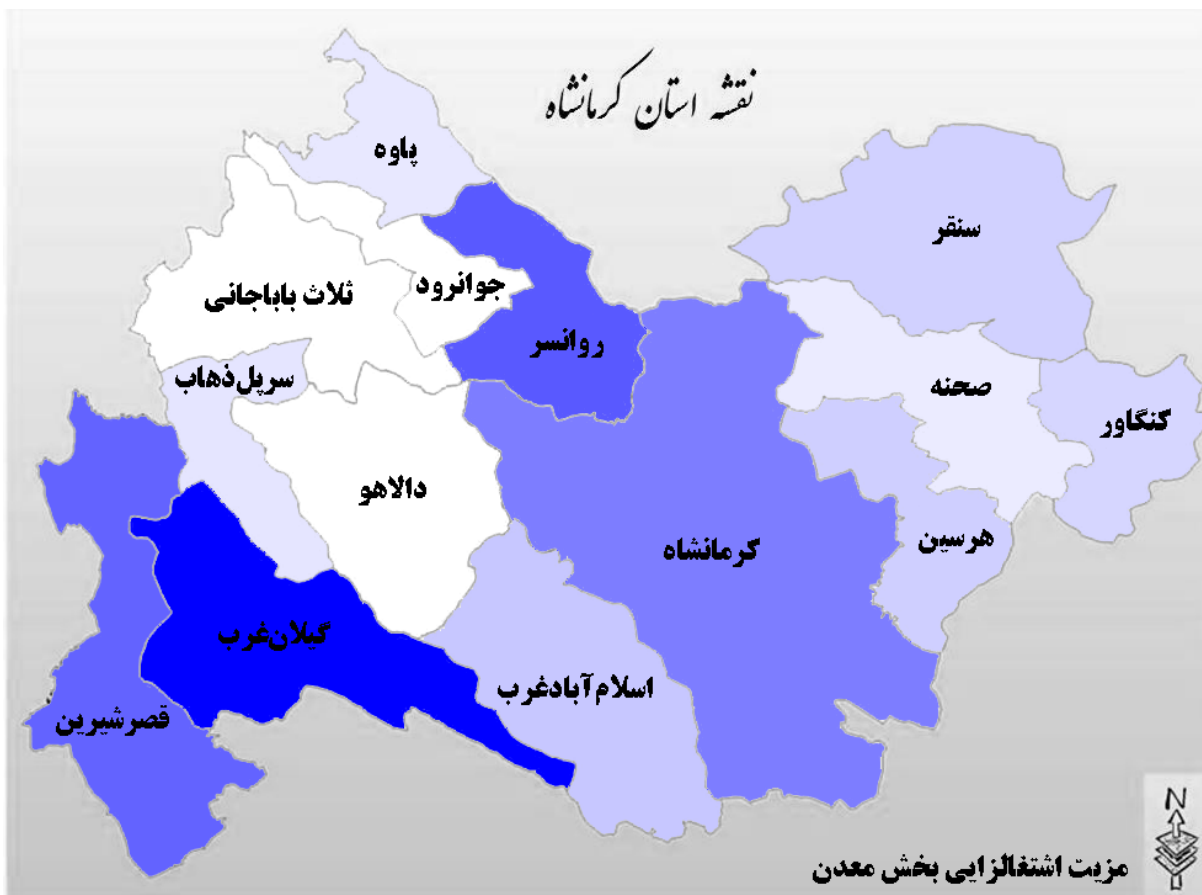 نقشه استان کرمانشاه
پاوه
سنقر
جوانرود
ثلاث باباجانی
روانسر
سرپل‌ذهاب
صحنه
کنگاور
دالاهو
هرسین
کرمانشاه
گیلان‌غرب
اسلام‌آبادغرب
قصرشیرین
N
مزیت اشتغالزایی بخش معدن